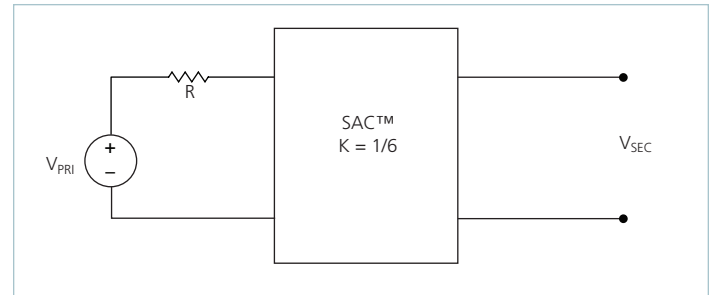 R
SAC™
K = 1/6
+
–
V_PRI
V_SEC